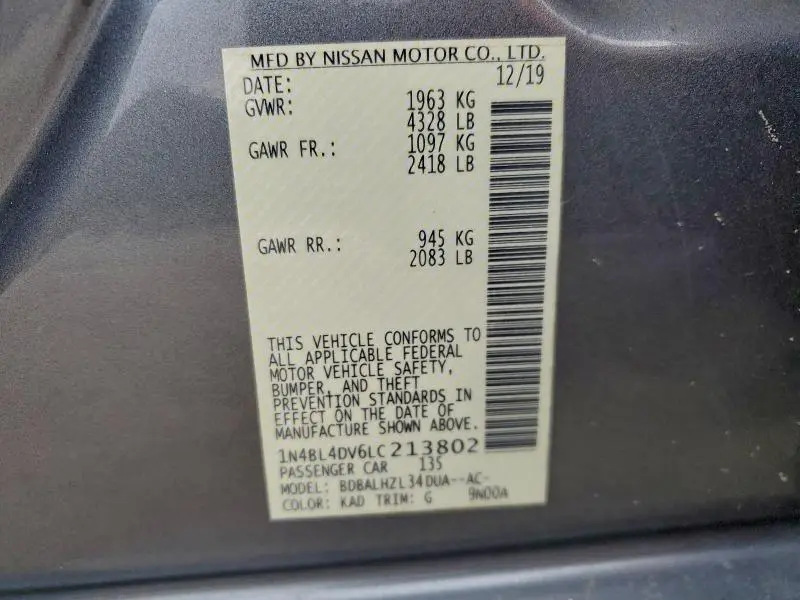 MFD BY NISSAN MOTOR CO., LTD.
DATE: 12/19
GVWR: 1963 KG
4328 LB
GAWR FR.: 1097 KG
2418 LB
GAWR RR.: 945 KG
2083 LB
THIS VEHICLE CONFORMS TO
ALL APPLICABLE FEDERAL
MOTOR VEHICLE SAFETY,
BUMPER, AND THEFT
PREVENTION STANDARDS IN
EFFECT ON THE DATE OF
MANUFACTURE SHOWN ABOVE.
1N4BL4DV6LC213802
PASSENGER CAR 135
MODEL: BDBALHZL34DUA--AC-
COLOR: KAD TRIM: G 9N00A